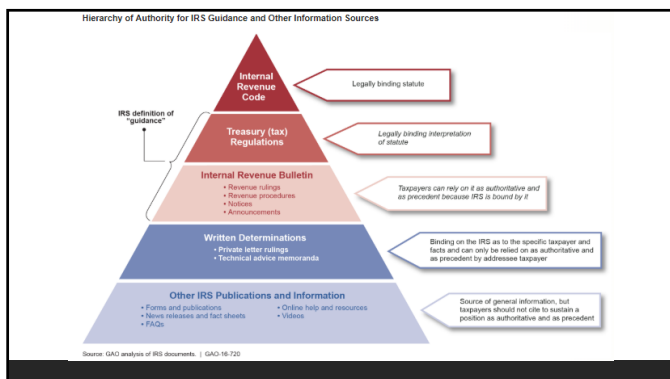 Hierarchy of Authority for IRS Guidance and Other Information Sources
Internal
Revenue
Code
Legally binding statute
IRS definition of
"guidance"
Treasury (tax)
Regulations
Legally binding interpretation
of statute
Internal Revenue Bulletin
• Revenue rulings
• Revenue procedures
• Notices
• Announcements
Taxpayers can rely on it as authoritative and
as precedent because IRS is bound by it
Written Determinations
• Private letter rulings
• Technical advice memoranda
Binding on the IRS as to the specific taxpayer and
facts and can only be relied on as authoritative and
as precedent by addressee taxpayer
Other IRS Publications and Information
• Forms and publications
• News releases and fact sheets
• FAQs
• Online help and resources
• Videos
Source of general information, but
taxpayers should not cite to sustain a
position as authoritative and as precedent
Source: GAO analysis of IRS documents. | GAO-16-720